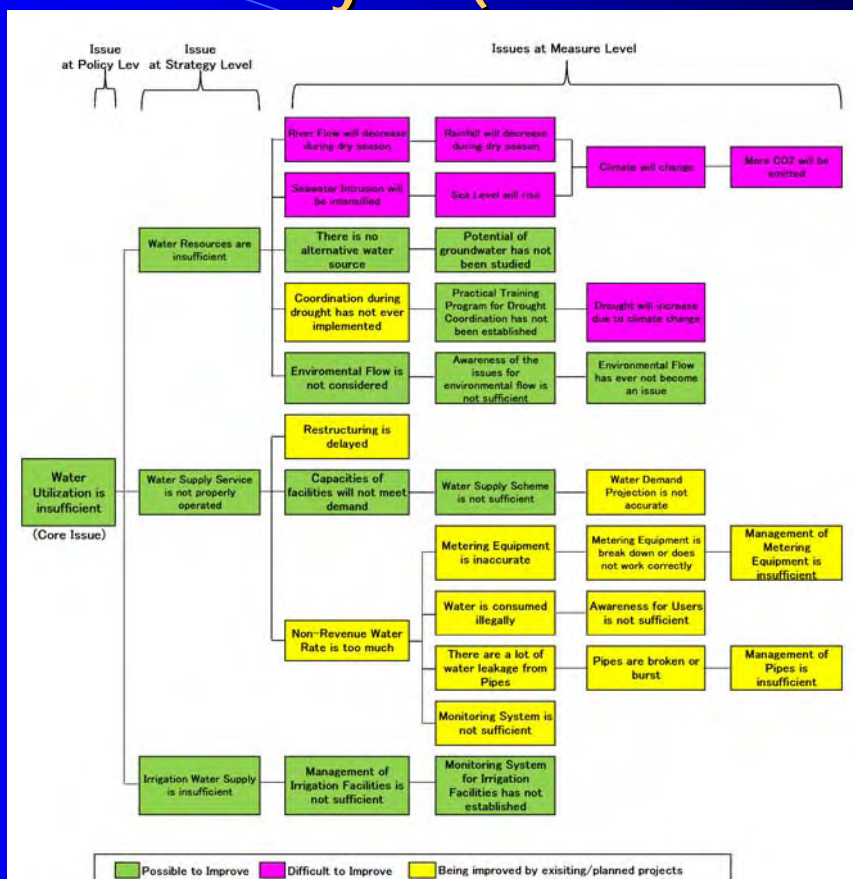 Issue
at Policy Lev
Issue
at Strategy Level
Issues at Measure Level
River Flow will decrease
during dry season
Rainfall will decrease
during dry season
Climate will change
More CO2 will be
emitted
Seawater Intrusion will
be intensified
Sea Level will rise
Water Resources are
insufficient
There is no
alternative water
source
Potential of
groundwater has not
been studied
Coordination during
drought has not ever
implemented
Practical Training
Program for Drought
Coordination has not
been established
Drought will increase
due to climate change
Enviromental Flow is
not considered
Awareness of the
issues for
environmental flow is
not sufficient
Environmental Flow
has ever not become
an issue
Restructuring is
delayed
Water
Utilization is
insufficient
(Core Issue)
Water Supply Service
is not properly
operated
Capacities of
facilities will not meet
demand
Water Supply Scheme
is not sufficient
Water Demand
Projection is not
accurate
Metering Equipment
is inaccurate
Metering Equipment is
break down or does
not work correctly
Management of
Metering
Equipment is
insufficient
Non-Revenue Water
Rate is too much
Water is consumed
illegally
Awareness for Users
is not sufficient
There are a lot of
water leakage from
Pipes
Pipes are broken or
burst
Management of
Pipes is
insufficient
Monitoring System is
not sufficient
Irrigation Water Supply
is insufficient
Management of
Irrigation Facilities is
not sufficient
Monitoring System
for Irrigation
Facilities has not
established
Possible to Improve
Difficult to Improve
Being improved by exisiting/planned projects